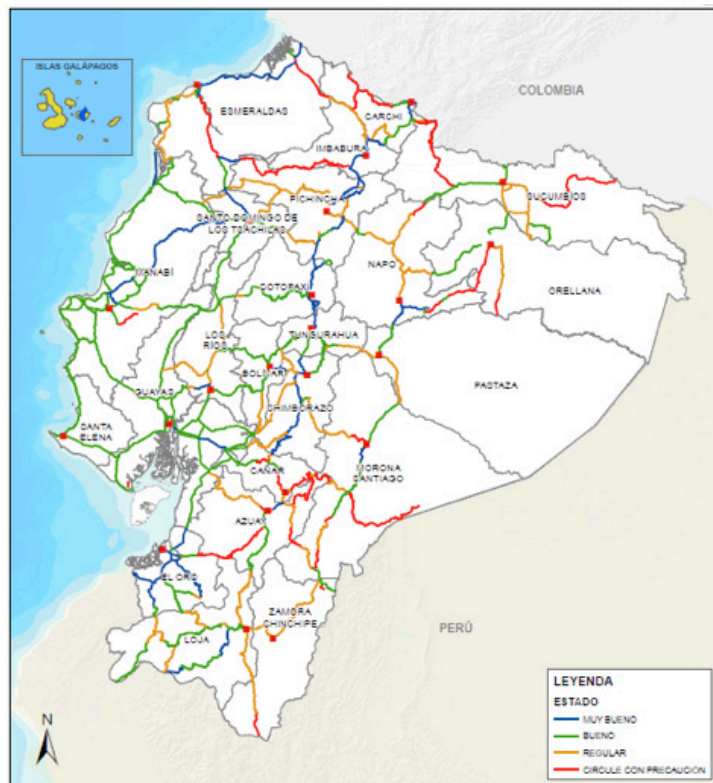 ISLAS GALÁPAGOS
COLOMBIA
ESMERALDAS
CARCHI
IMBABURA
SUCUMBIOS
PICHINCHA
SANTO DOMINGO DE
LOS TSACHILAS
NAPO
MANABÍ
ORELLANA
COTOPAXI
LOS
RÍOS
TUNGURAHUA
BOLIVAR
PASTAZA
GUAYAS
CHIMBORAZO
SANTA
ELENA
CAÑAR
MORONA
SANTIAGO
AZUAY
EL ORO
ZAMORA
CHINCHIPE
LOJA
PERÚ
LEYENDA
ESTADO
MUY BUENO
BUENO
REGULAR
CIRCULE CON PRECAUCIÓN
N